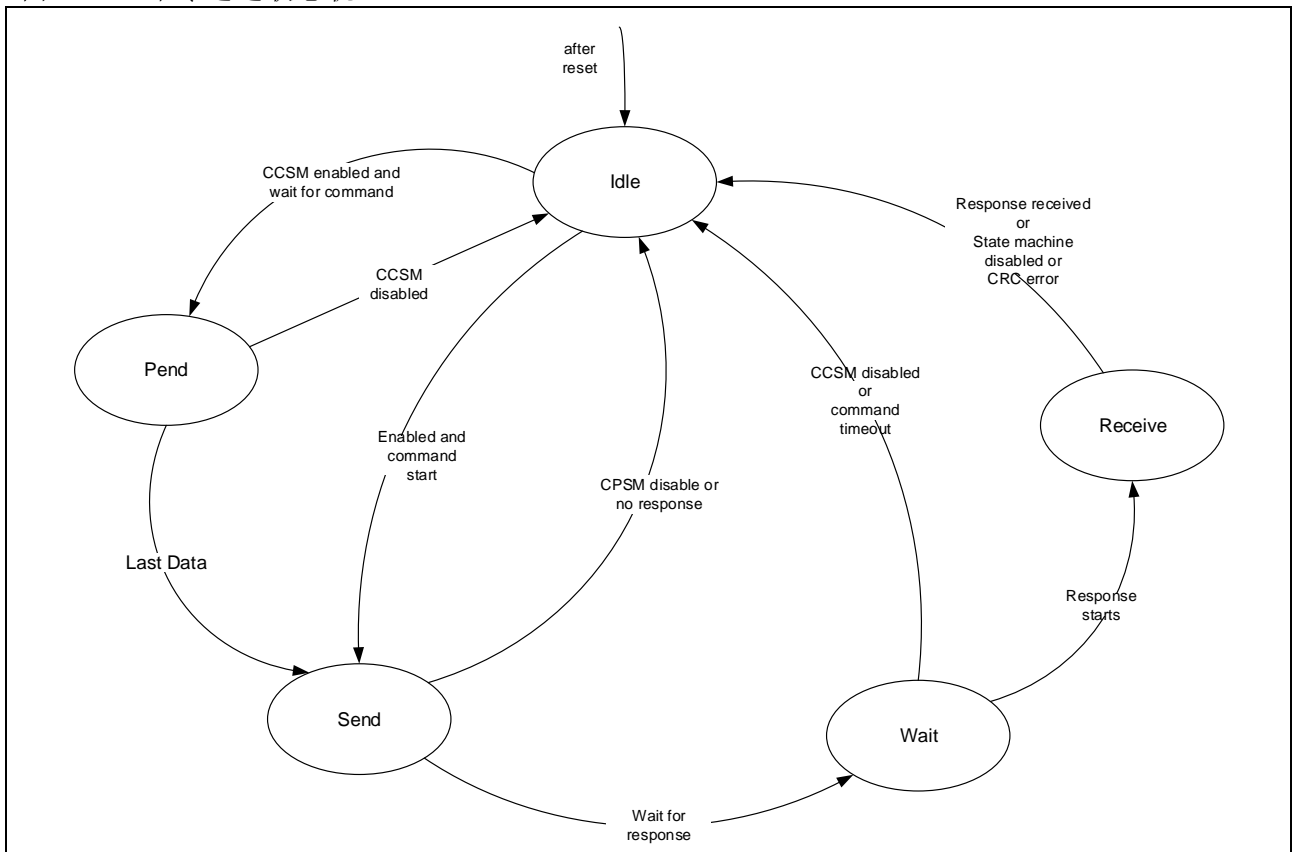 after
reset
Idle
CCSM enabled and
wait for command
CCSM
disabled
Response received
or
State machine
disabled or
CRC error
Pend
CCSM disabled
or
command
timeout
Receive
Enabled and
command
start
CPSM disable or
no response
Last Data
Response
starts
Send
Wait
Wait for
response